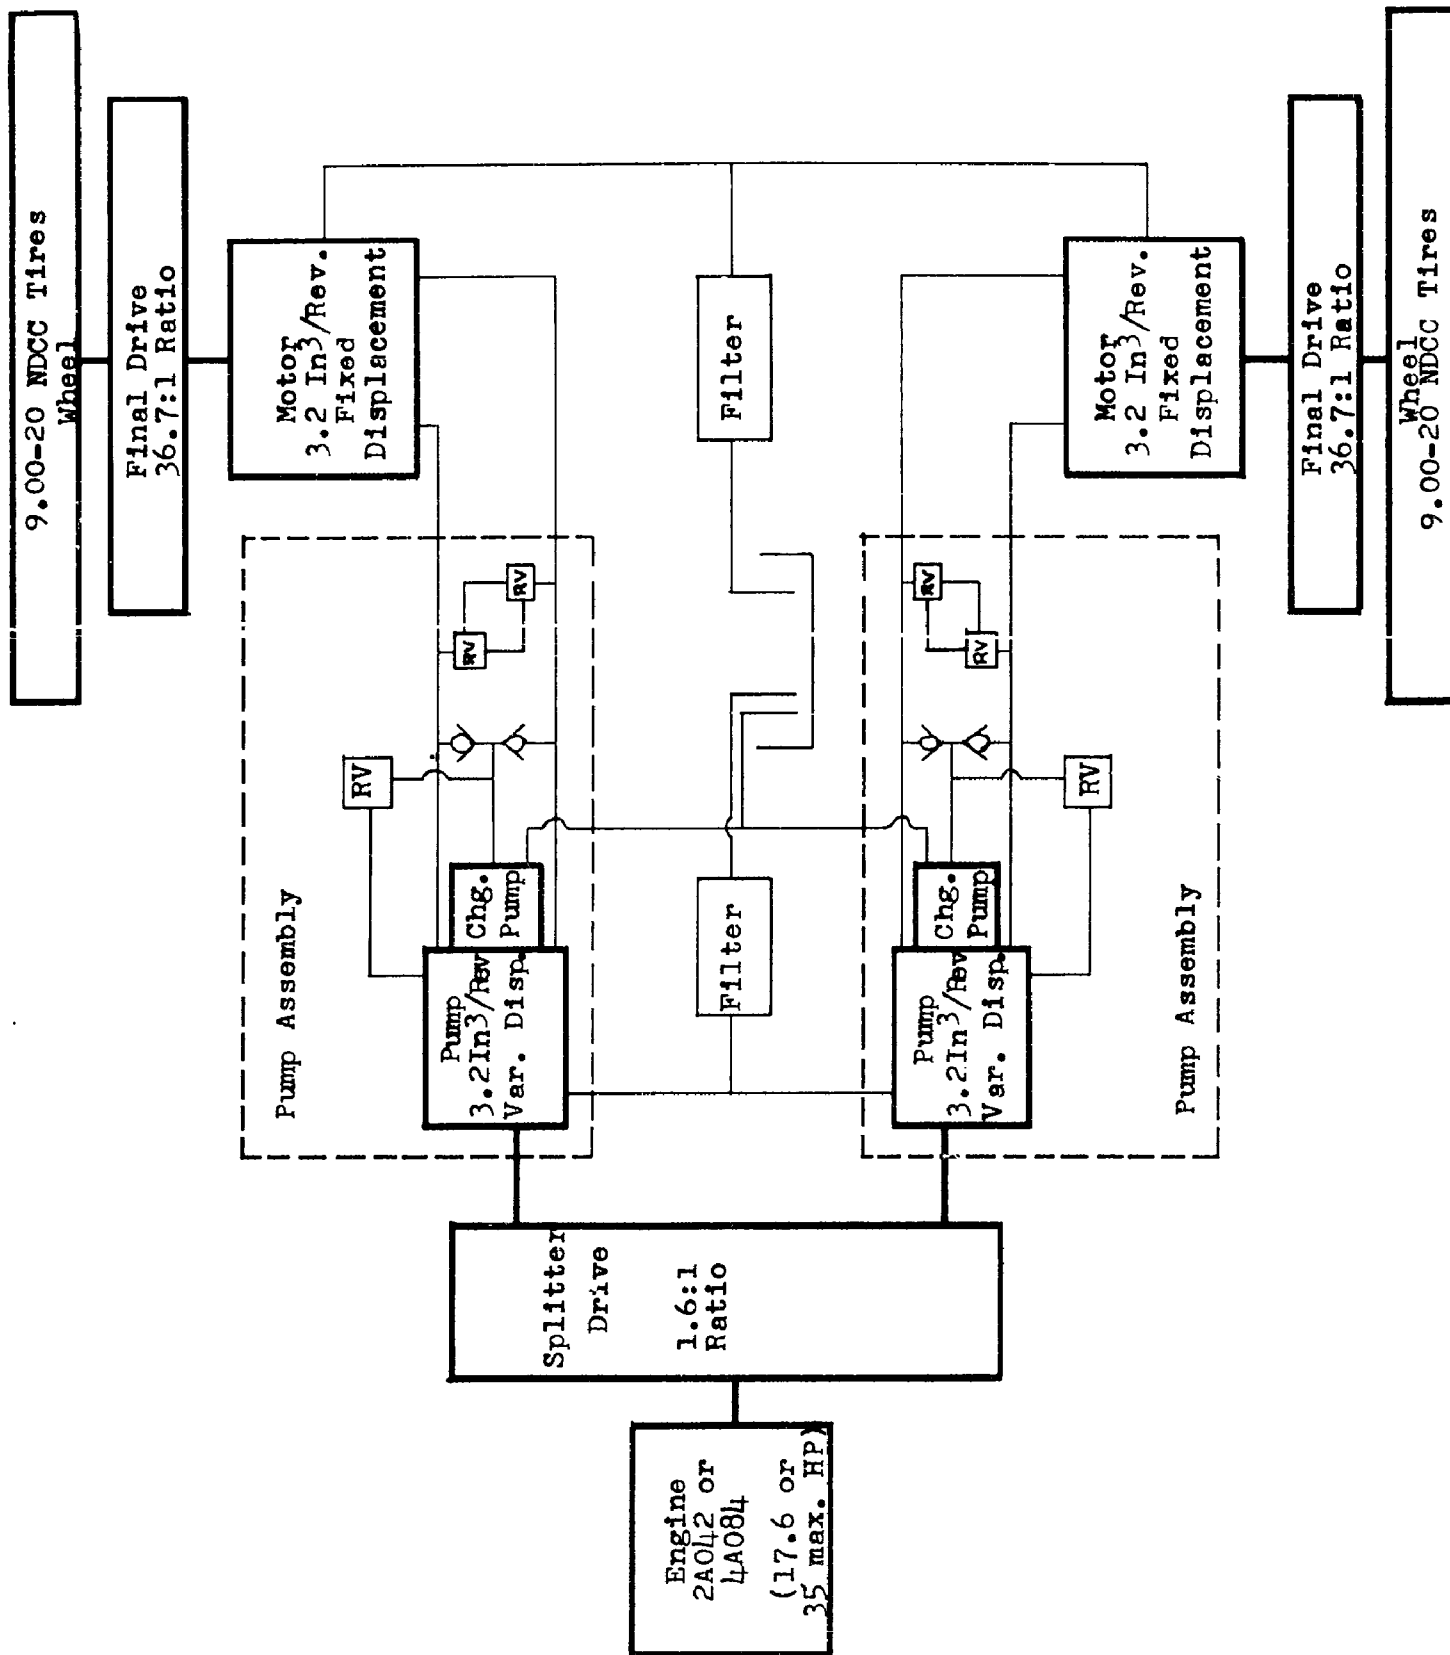 9.00-20 NDCC Tires
Wheel
Final Drive
36.7:1 Ratio
Motor
3.2 In3/Rev.
Fixed
Displacement
Pump Assembly
RV
RV
RV
Chg.
Pump
Pump
3.2In3/Rev
Var. Disp.
Engine
2A042 or
4A084
(17.6 or
35 max. HP)
Splitter
Drive
1.6:1
Ratio
Filter
Filter
Pump
3.2In3/Rev
Var. Disp.
Chg.
Pump
RV
RV
RV
Pump Assembly
Motor
3.2 In3/Rev.
Fixed
Displacement
Final Drive
36.7:1 Ratio
Wheel
9.00-20 NDCC Tires